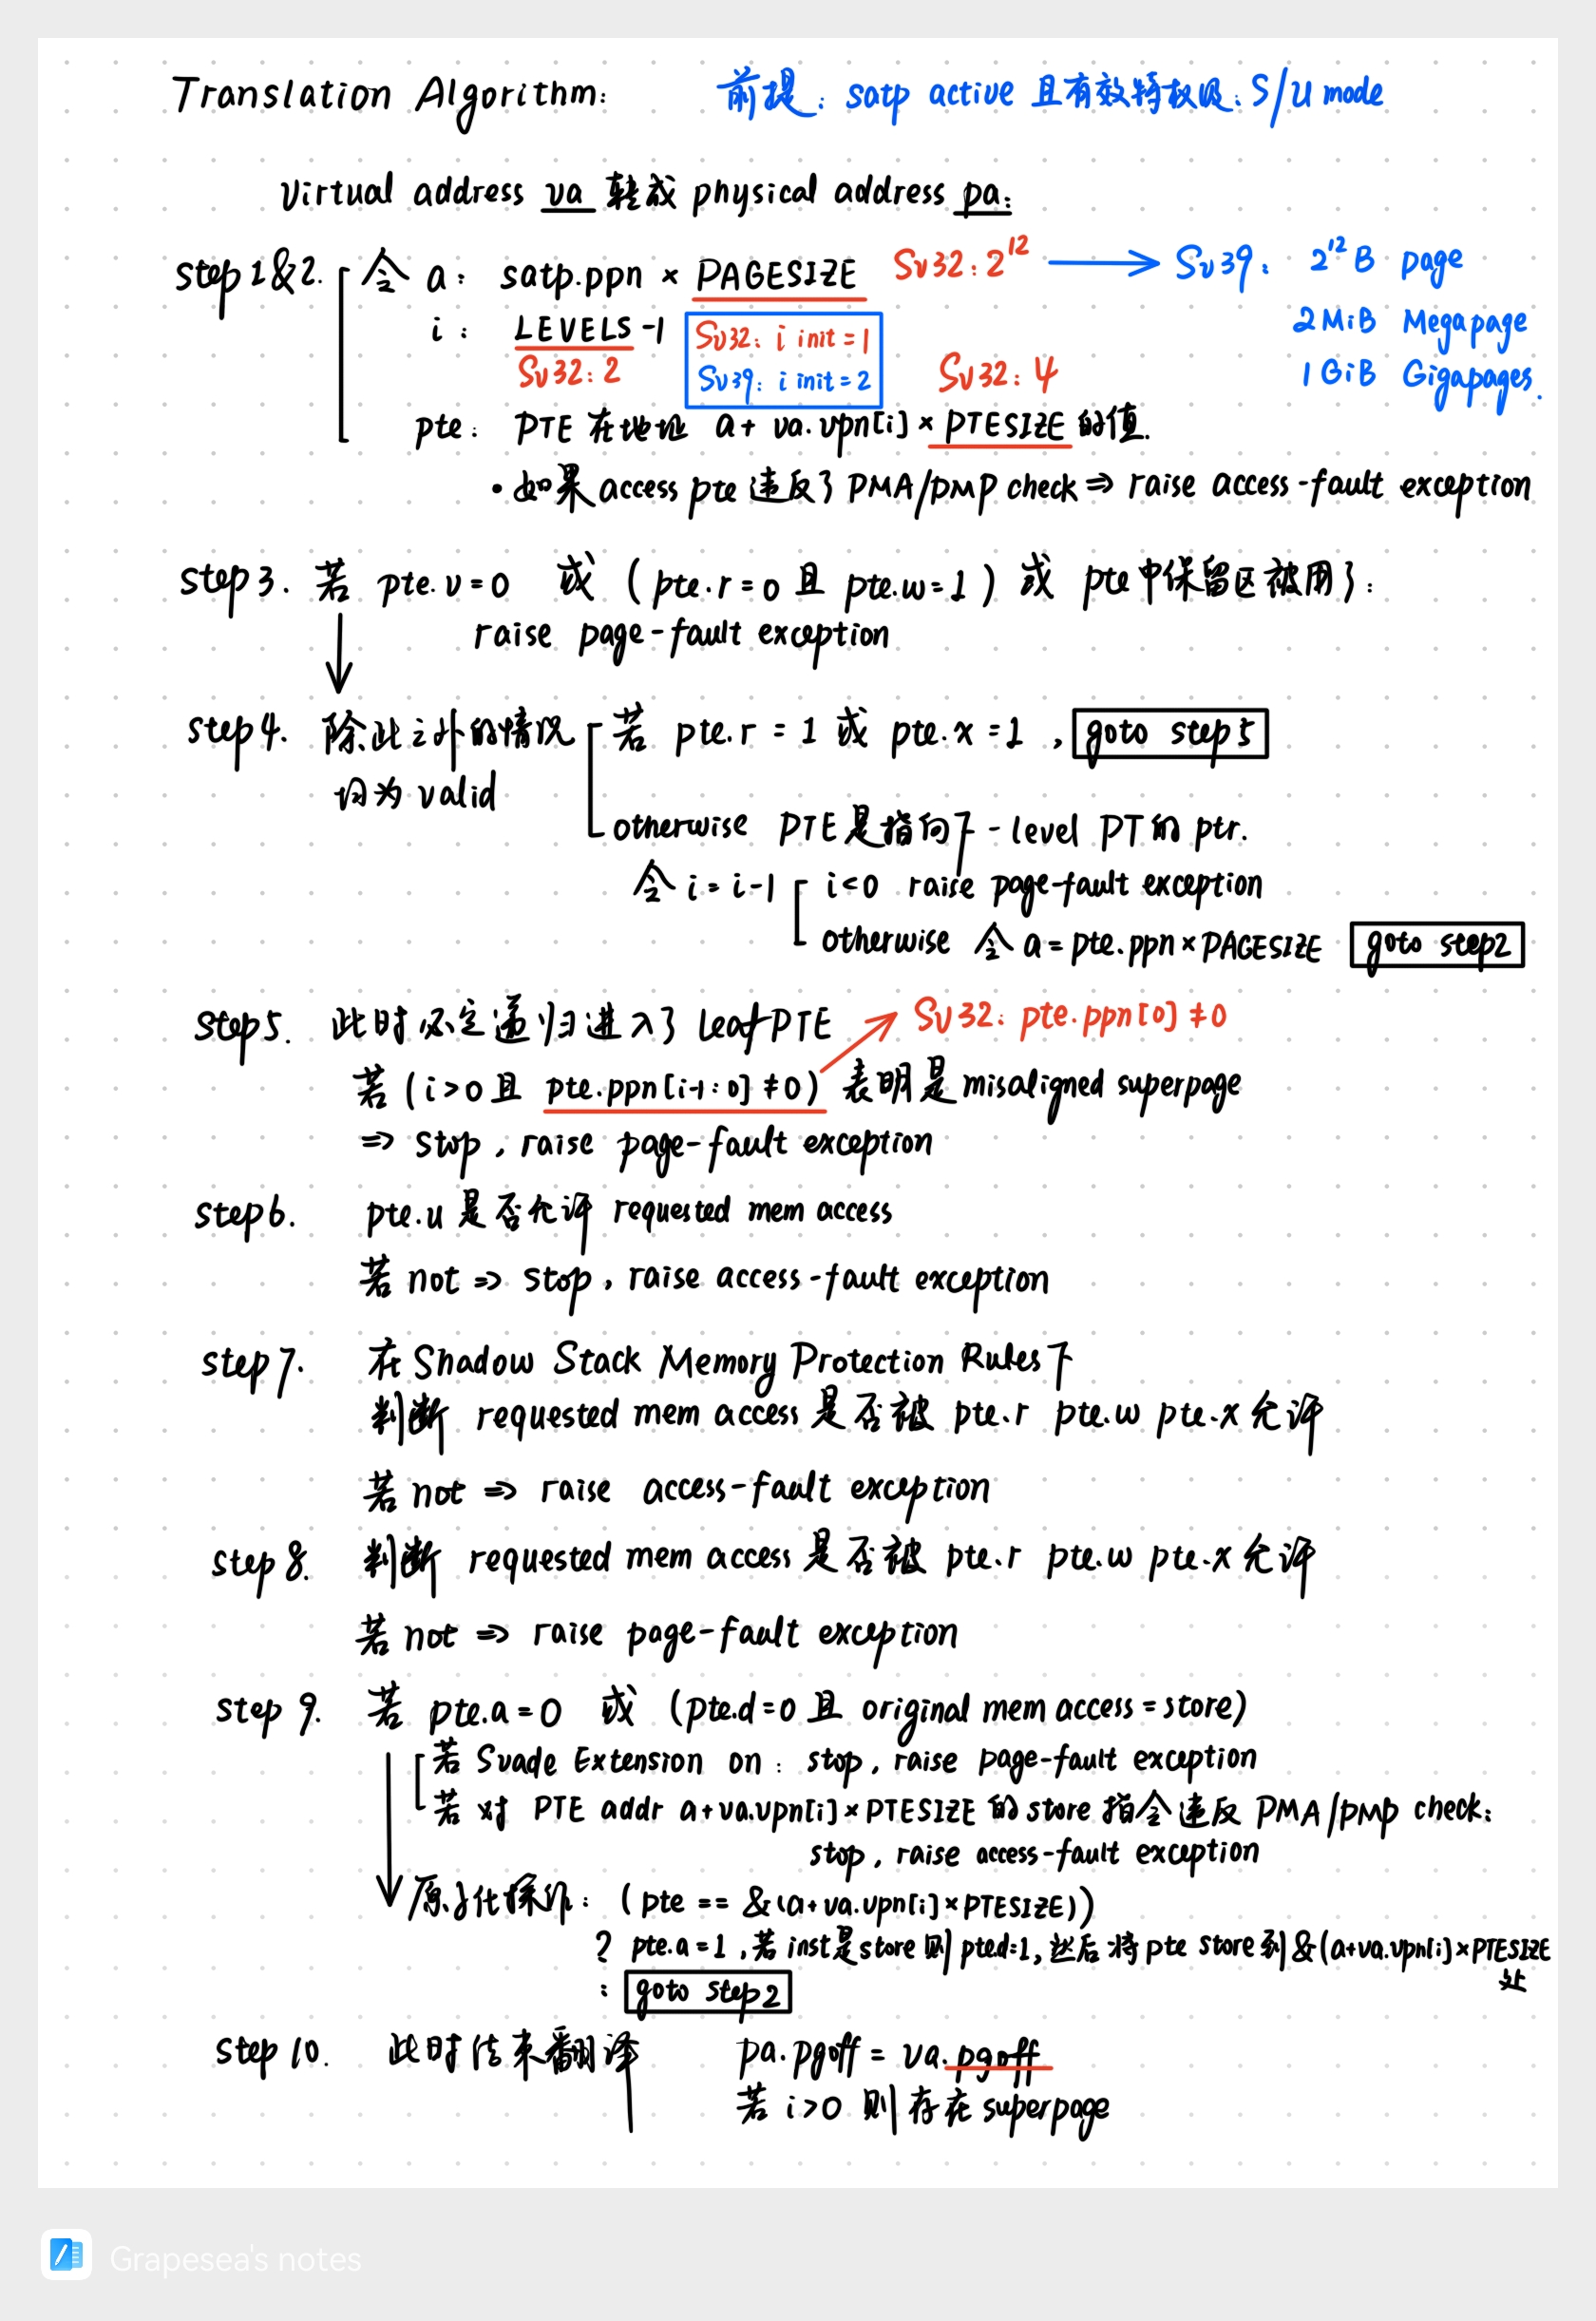 Translation Algorithm: 前提: satp active 且有效特权级: S/U mode
virtual address va 转成 physical address pa:
step 1&2. 令 a: satp.ppn × PAGESIZE Sv32: 2^12 → Sv39: 2^12 B page
i: LEVELS -1 Sv32: i init = 1 2 MiB Megapage
Sv32: 2 Sv39: i init = 2 Sv32: 4 1 GiB Gigapages.
pte: PTE 在地址 a + va.vpn[i] × PTESIZE 的值.
• 如果 access pte 违反了 PMA/PMP check ⇒ raise access-fault exception
step 3. 若 pte.v = 0 或 (pte.r = 0 且 pte.w = 1) 或 pte中保留区被用了:
raise page-fault exception
step 4. 除此之外的情况 若 pte.r = 1 或 pte.x = 1 , goto step 5
均为 valid
otherwise PTE是指向下-level PT的 ptr.
令 i = i-1 i<0 raise page-fault exception
otherwise 令 a = pte.ppn × PAGESIZE goto step2
step 5. 此时必定递归进入了 leaf PTE Sv32: pte.ppn[0] ≠ 0
若 (i > 0 且 pte.ppn[i-1:0] ≠ 0) 表明是 misaligned superpage
⇒ stop, raise page-fault exception
step 6. pte.u 是否允许 requested mem access
若 not ⇒ stop, raise access-fault exception
step 7. 在 Shadow Stack Memory Protection Rules下
判断 requested mem access 是否被 pte.r pte.w pte.x 允许
若 not ⇒ raise access-fault exception
step 8. 判断 requested mem access 是否被 pte.r pte.w pte.x 允许
若 not ⇒ raise page-fault exception
step 9. 若 pte.a = 0 或 (pte.d = 0 且 original mem access = store)
若 Svade Extension on: stop, raise page-fault exception
若 对 PTE addr a+va.vpn[i]×PTESIZE 的 store 指令违反 PMA/PMP check:
stop, raise access-fault exception
原子化操作: (pte == &(a+va.vpn[i]×PTESIZE))
? pte.a = 1, 若 inst是store 则 pte.d=1, 然后将 pte store 到 &(a+va.vpn[i]×PTESIZE
处
: goto step 2
step 10. 此时结束翻译 pa.pgoff = va.pgoff
若 i>0 则存在 superpage
Grapesea's notes